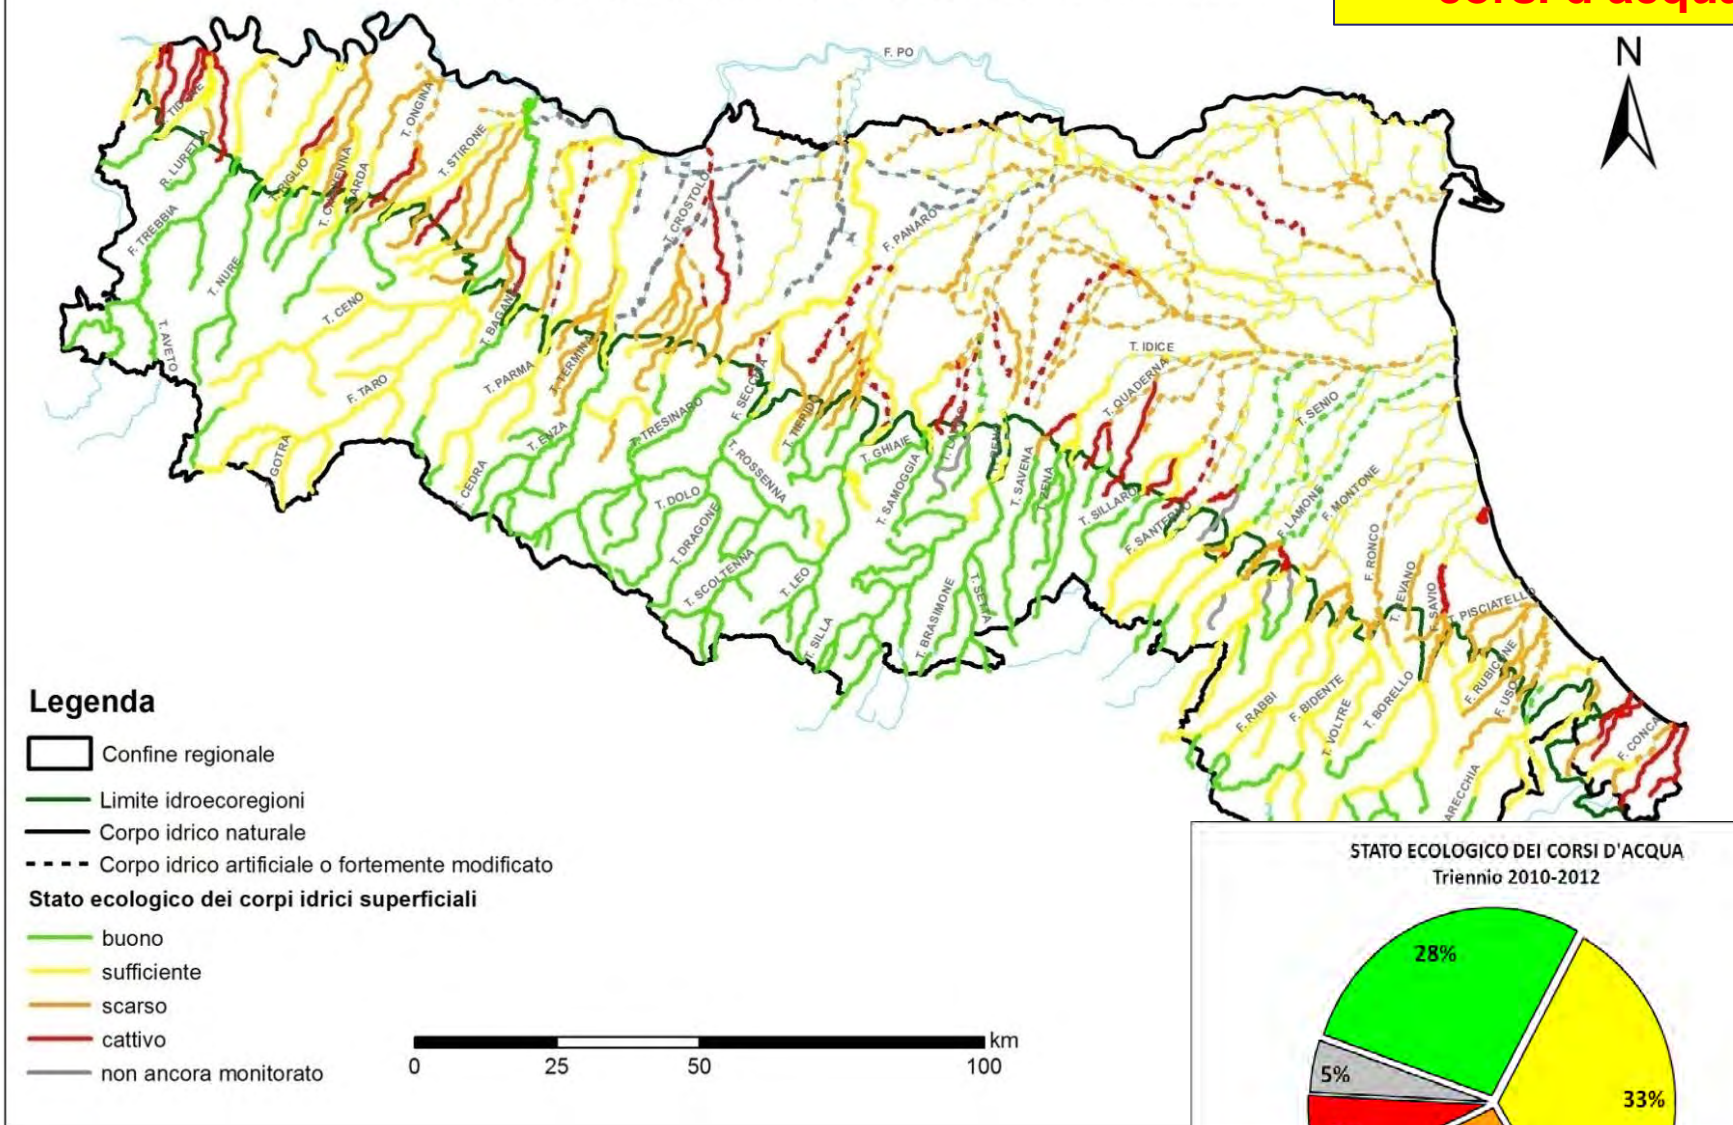 corsi d'acqua
N
F. PO
T. TIDONE
R. LURETTA
F. TREBBIA
T. NURE
T. AVETO
T. RIGLIO
T. ONGINA
T. STIRONE
T. CENO
F. TARO
T. GOTRA
T. PARMA
T. TERMINA
T. ENZA
T. CEDRA
T. CROSTOLO
T. TRESINARO
F. SECCHIA
T. TIEPIDO
T. ROSSENNA
T. DOLO
T. DRAGONE
T. SCOLTENNA
T. LEO
T. SILLA
F. PANARO
T. GHIAIE
T. SAMOGGIA
T. BRASIMONE
T. SETTA
T. SAVENA
T. ZENA
T. IDICE
T. QUADERNA
T. SILLARO
F. SANTERNO
T. SENIO
F. LAMONE
F. MONTONE
F. RONCO
T. BEVANO
F. SAVIO
T. PISCIATELLO
F. RUBICONE
F. USO
F. RABBI
F. BIDENTE
T. VOLTRE
T. BORELLO
F. CONCA
Legenda
Confine regionale
Limite idroecoregioni
Corpo idrico naturale
Corpo idrico artificiale o fortemente modificato
Stato ecologico dei corpi idrici superficiali
buono
sufficiente
scarso
cattivo
non ancora monitorato
km
0 25 50 100
STATO ECOLOGICO DEI CORSI D'ACQUA
Triennio 2010-2012
28%
5%
33%